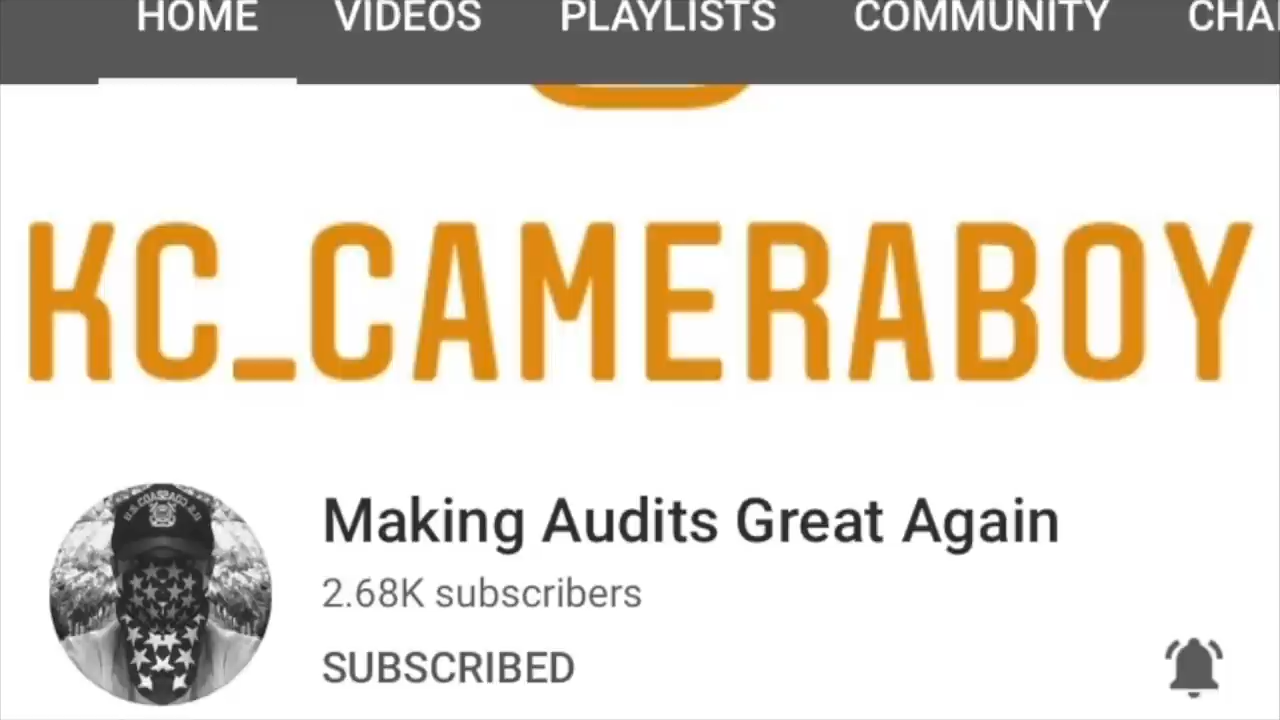 HOME VIDEOS PLAYLISTS COMMUNITY
KC_CAMERABOY
Making Audits Great Again
2.68K subscribers
SUBSCRIBED